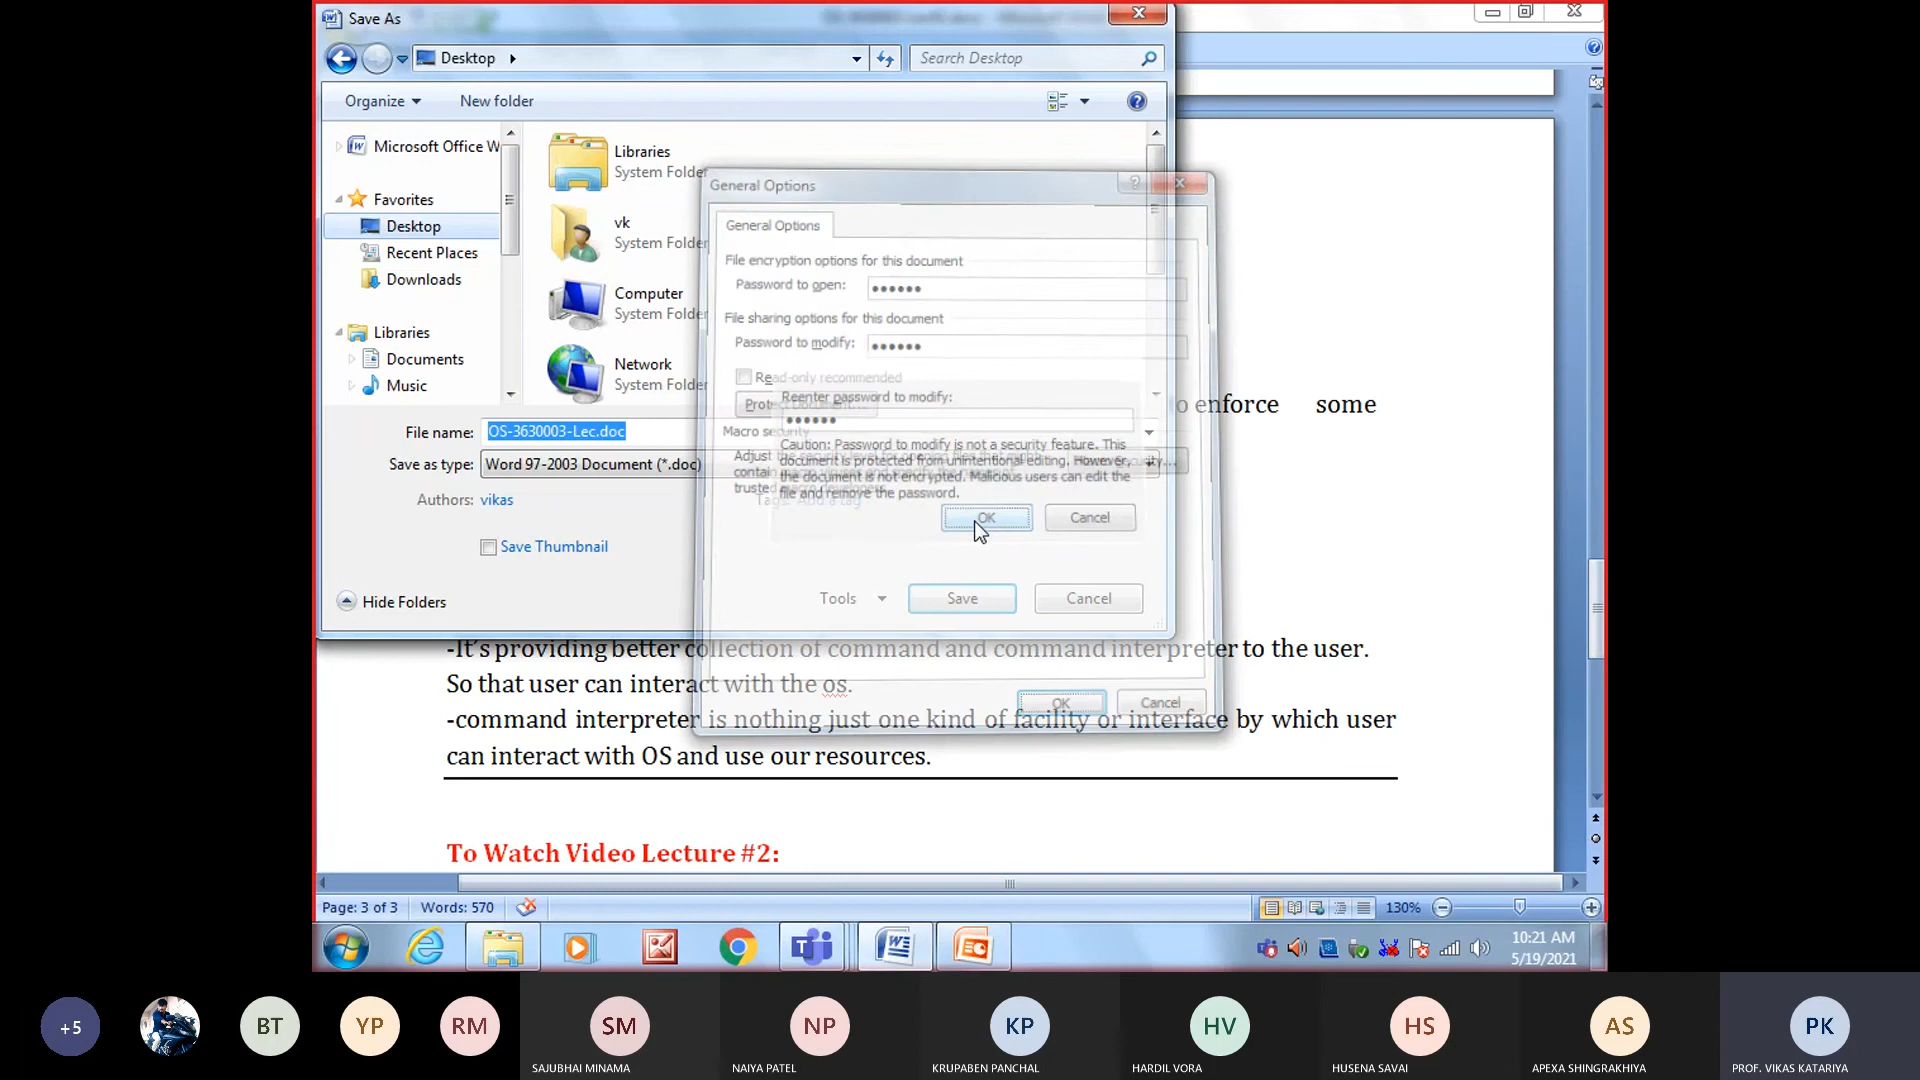 Save As
Desktop
Search Desktop
Organize
New folder
Microsoft Office W
Favorites
Desktop
Recent Places
Downloads
Libraries
Documents
Music
Libraries
System Folder
vk
System Folder
Computer
System Folder
Network
System Folder
General Options
General Options
File encryption options for this document
Password to open:
File sharing options for this document
Password to modify:
Read-only recommended
Reenter password to modify:
Macro security
Caution: Password to modify is not a security feature. This
document is protected from unintentional editing. However,
the document is not encrypted. Malicious users can edit the
file and remove the password.
OK
Cancel
File name:
OS-3630003-Lec.doc
Save as type:
Word 97-2003 Document (*.doc)
Authors:
vikas
Tags:
Add a tag
Save Thumbnail
Hide Folders
Tools
Save
Cancel
OK
Cancel
enforce some
-It's providing better collection of command and command interpreter to the user.
So that user can interact with the os.
-command interpreter is nothing just one kind of facility or interface by which user
can interact with OS and use our resources.
To Watch Video Lecture #2:
Page: 3 of 3
Words: 570
130%
10:21 AM
5/19/2021
+5
BT
YP
RM
SM
SAJUBHAI MINAMA
NP
NAIYA PATEL
KP
KRUPABEN PANCHAL
HV
HARDIL VORA
HS
HUSENA SAVAI
AS
APEXA SHINGRAKHIYA
PK
PROF. VIKAS KATARIYA